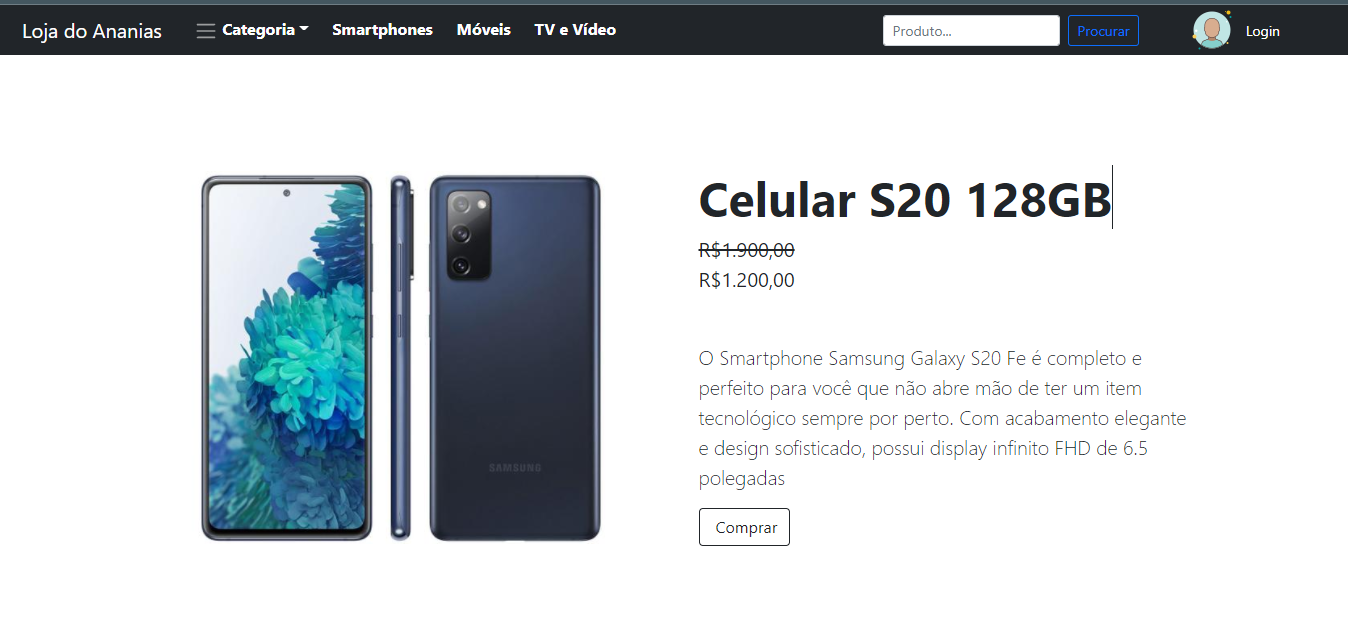 Loja do Ananias
Categoria
Smartphones
Móveis
TV e Vídeo
Produto...
Procurar
Login
SAMSUNG
Celular S20 128GB
R$1.900,00
R$1.200,00
O Smartphone Samsung Galaxy S20 Fe é completo e
perfeito para você que não abre mão de ter um item
tecnológico sempre por perto. Com acabamento elegante
e design sofisticado, possui display infinito FHD de 6.5
polegadas
Comprar